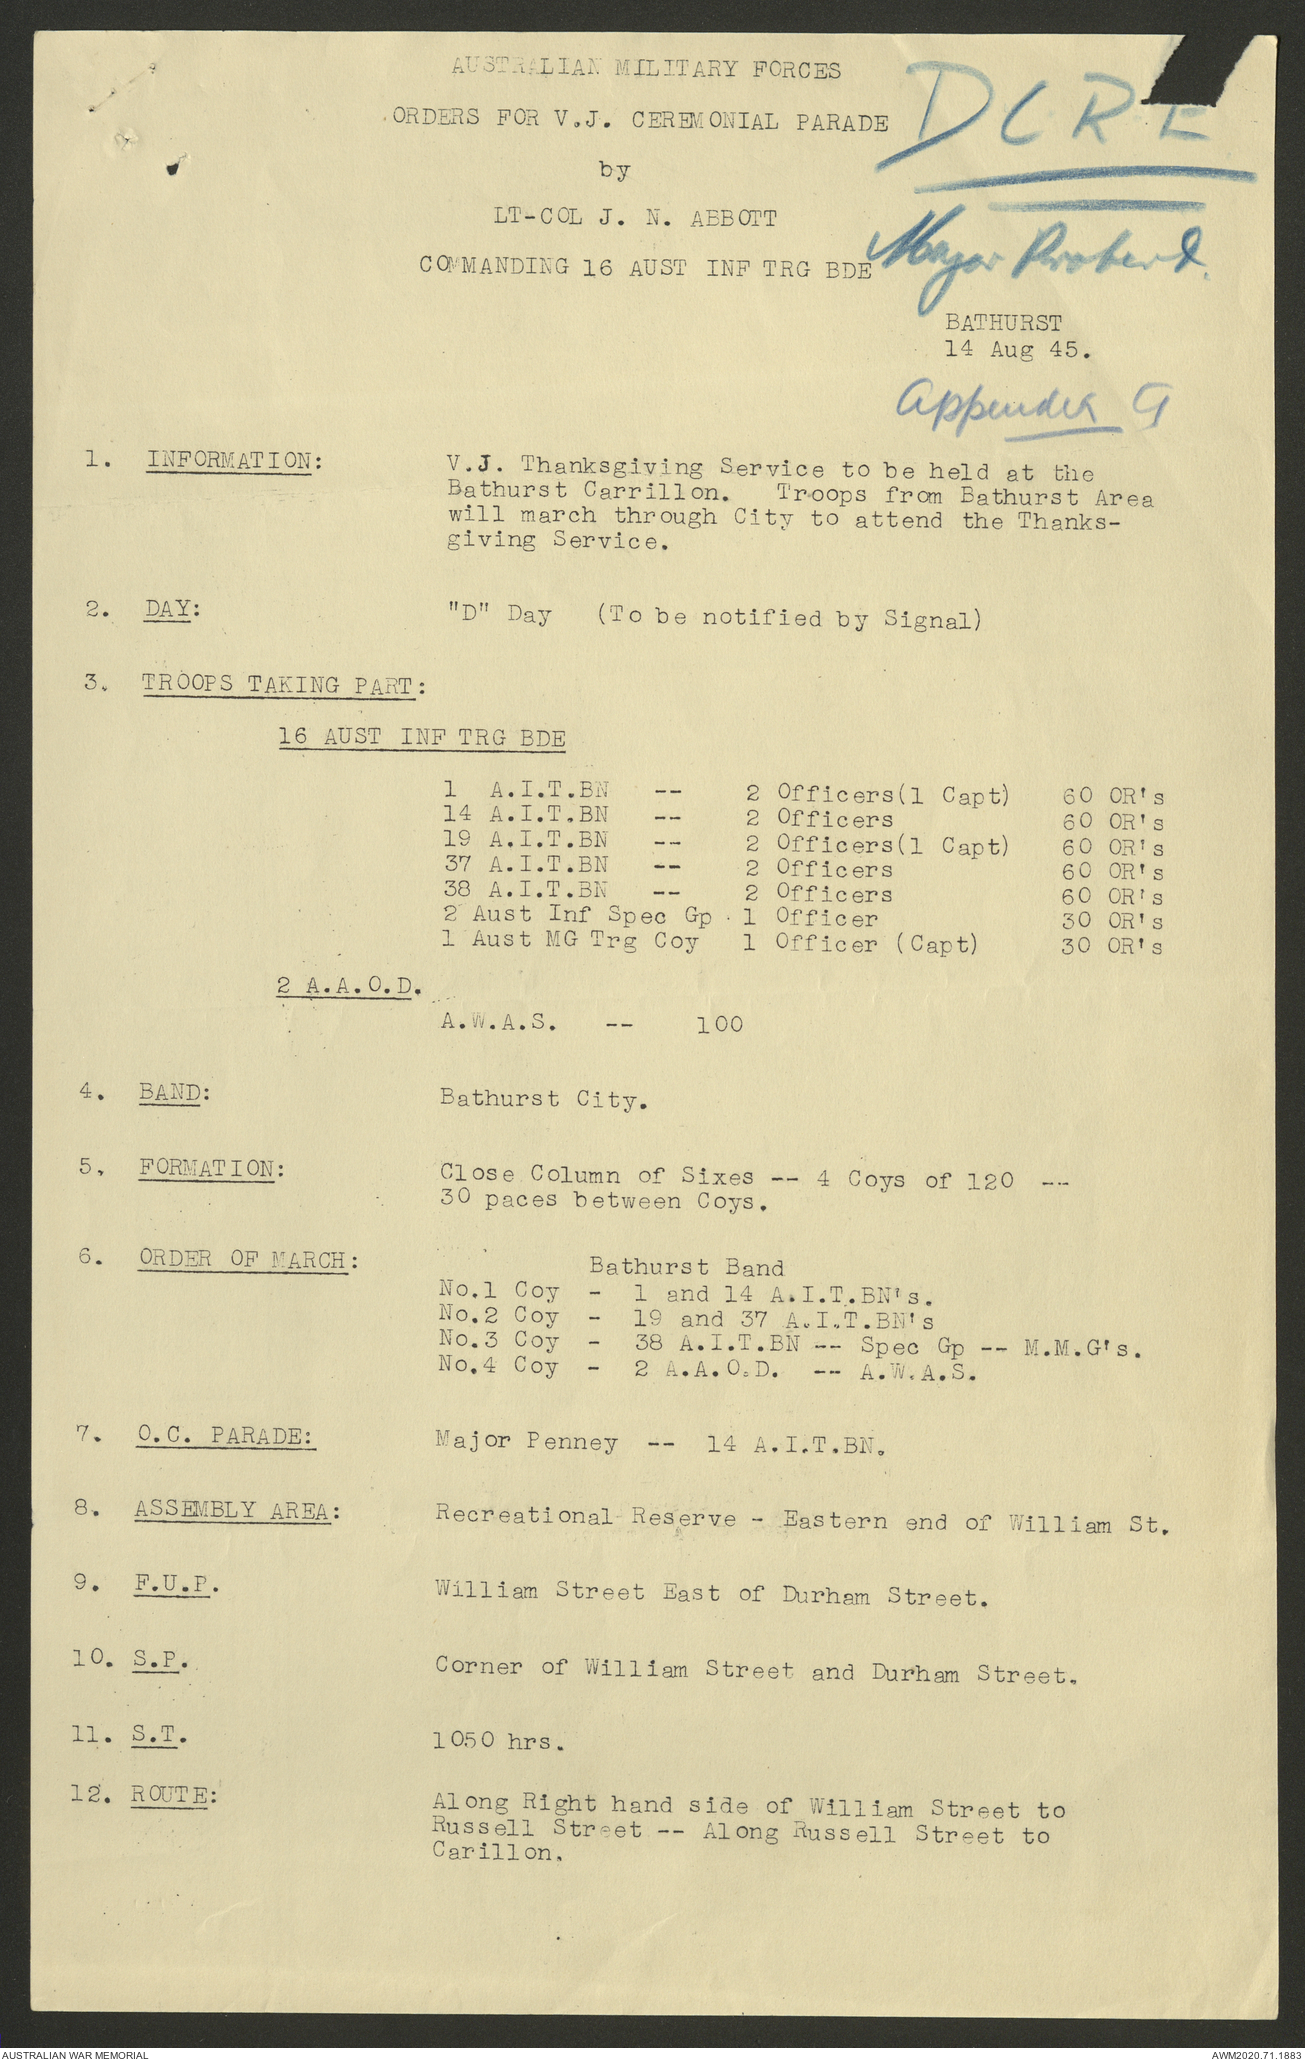 AUSTRALIAN MILITARY FORCES
ORDERS FOR V.J. CEREMONIAL PARADE
by
LT-COL J. N. ABBOTT
COMMANDING 16 AUST INF TRG BDE
DCRE
Major Probert.
BATHURST
14 Aug 45.
Appendix G
1. INFORMATION: V.J. Thanksgiving Service to be held at the
Bathurst Carrillon. Troops from Bathurst Area
will march through City to attend the Thanks-
giving Service.
2. DAY: "D" Day (To be notified by Signal)
3. TROOPS TAKING PART:
16 AUST INF TRG BDE
1 A.I.T.BN -- 2 Officers(1 Capt) 60 OR's
14 A.I.T.BN -- 2 Officers 60 OR's
19 A.I.T.BN -- 2 Officers(1 Capt) 60 OR's
37 A.I.T.BN -- 2 Officers 60 OR's
38 A.I.T.BN -- 2 Officers 60 OR's
2 Aust Inf Spec Gp 1 Officer 30 OR's
1 Aust MG Trg Coy 1 Officer (Capt) 30 OR's
2 A.A.O.D.
A.W.A.S. -- 100
4. BAND: Bathurst City.
5. FORMATION: Close Column of Sixes -- 4 Coys of 120 --
30 paces between Coys.
6. ORDER OF MARCH: Bathurst Band
No.1 Coy - 1 and 14 A.I.T.BN's.
No.2 Coy - 19 and 37 A.I.T.BN's
No.3 Coy - 38 A.I.T.BN -- Spec Gp -- M.M.G's.
No.4 Coy - 2 A.A.O.D. -- A.W.A.S.
7. O.C. PARADE: Major Penney -- 14 A.I.T.BN.
8. ASSEMBLY AREA: Recreational Reserve - Eastern end of William St.
9. F.U.P. William Street East of Durham Street.
10. S.P. Corner of William Street and Durham Street.
11. S.T. 1050 hrs.
12. ROUTE: Along Right hand side of William Street to
Russell Street -- Along Russell Street to
Carillon.
AUSTRALIAN WAR MEMORIAL
AWM2020.71.1883